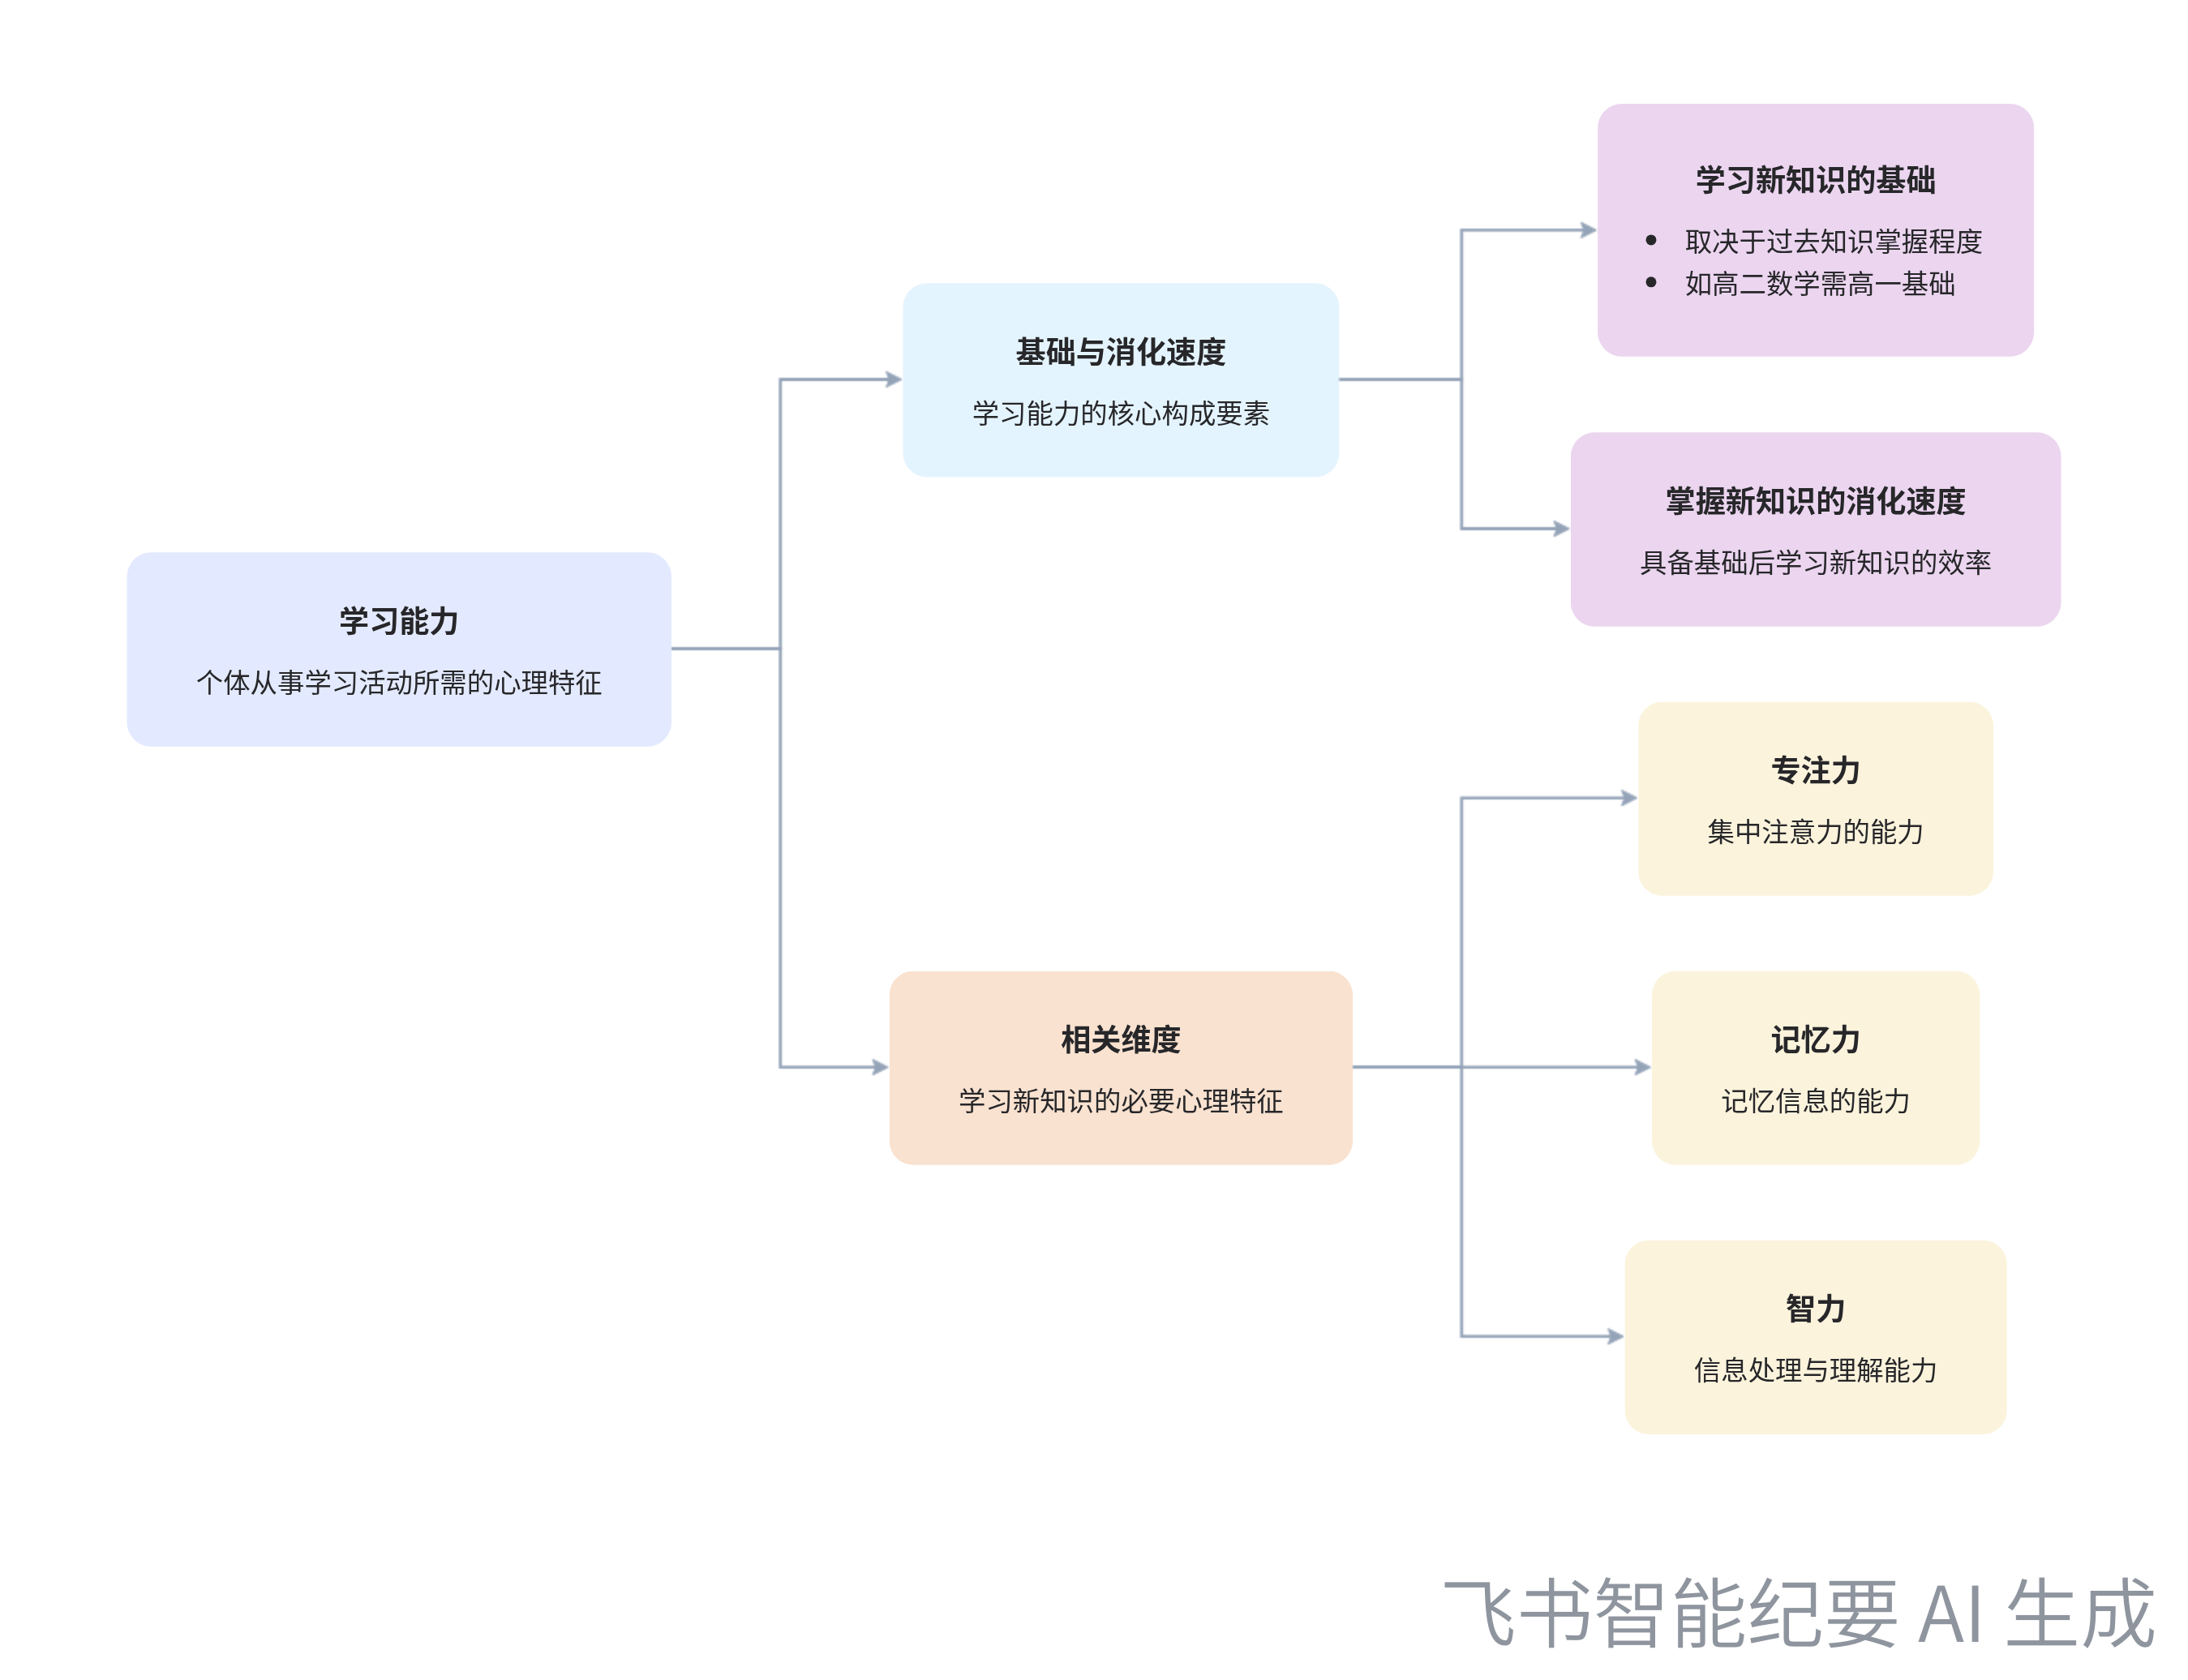 学习能力
个体从事学习活动所需的心理特征
基础与消化速度
学习能力的核心构成要素
学习新知识的基础
• 取决于过去知识掌握程度
• 如高二数学需高一基础
掌握新知识的消化速度
具备基础后学习新知识的效率
相关维度
学习新知识的必要心理特征
专注力
集中注意力的能力
记忆力
记忆信息的能力
智力
信息处理与理解能力
飞书智能纪要 AI 生成